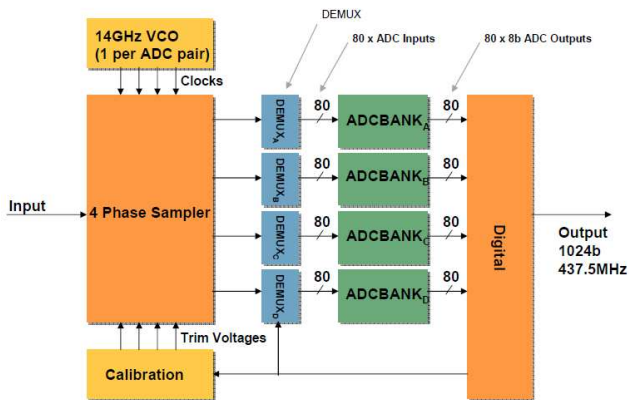 DEMUX
14GHz VCO
(1 per ADC pair)
80 x ADC Inputs
80 x 8b ADC Outputs
Clocks
DEMUXA
80
ADCBANKA
80
DEMUXB
80
ADCBANKB
80
Input
4 Phase Sampler
DEMUXC
80
ADCBANKC
80
Digital
Output
1024b
437.5MHz
DEMUXD
80
ADCBANKD
80
Trim Voltages
Calibration